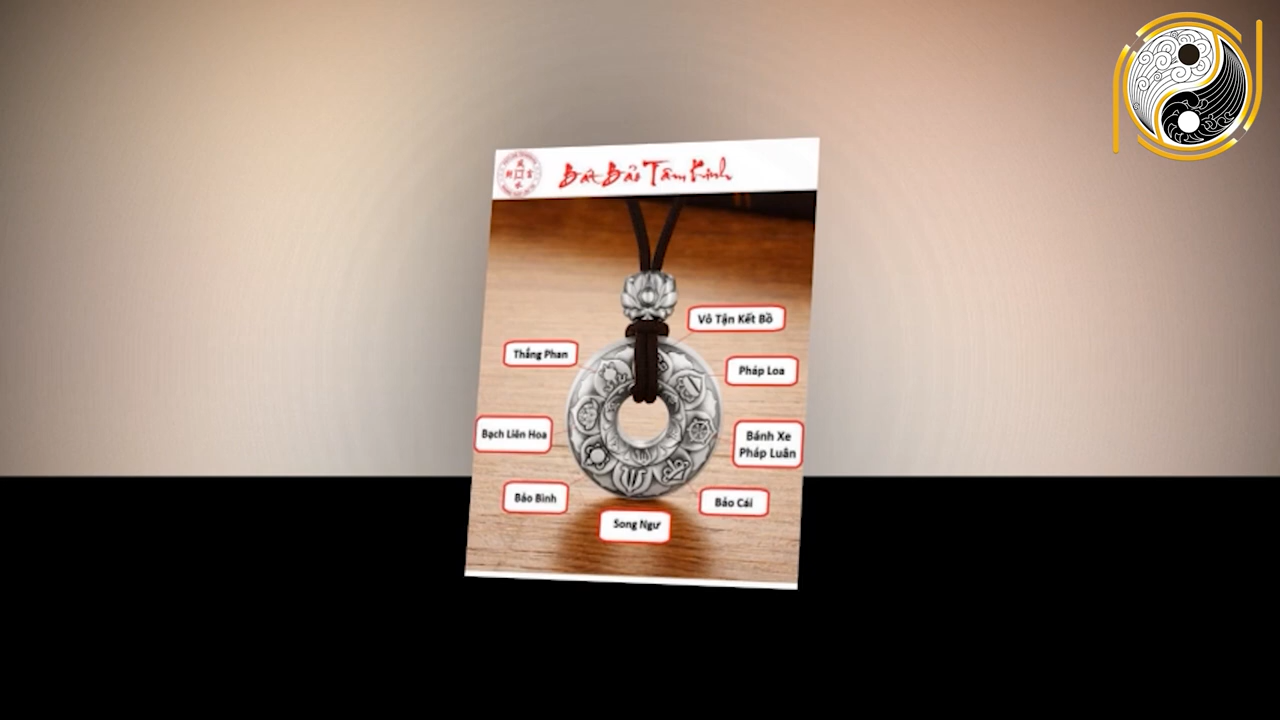 Bát Bảo Tâm Kinh
Vô Tận Kết Bồ
Thắng Phan
Pháp Loa
Bạch Liên Hoa
Bánh Xe
Pháp Luân
Bảo Bình
Bảo Cái
Song Ngư